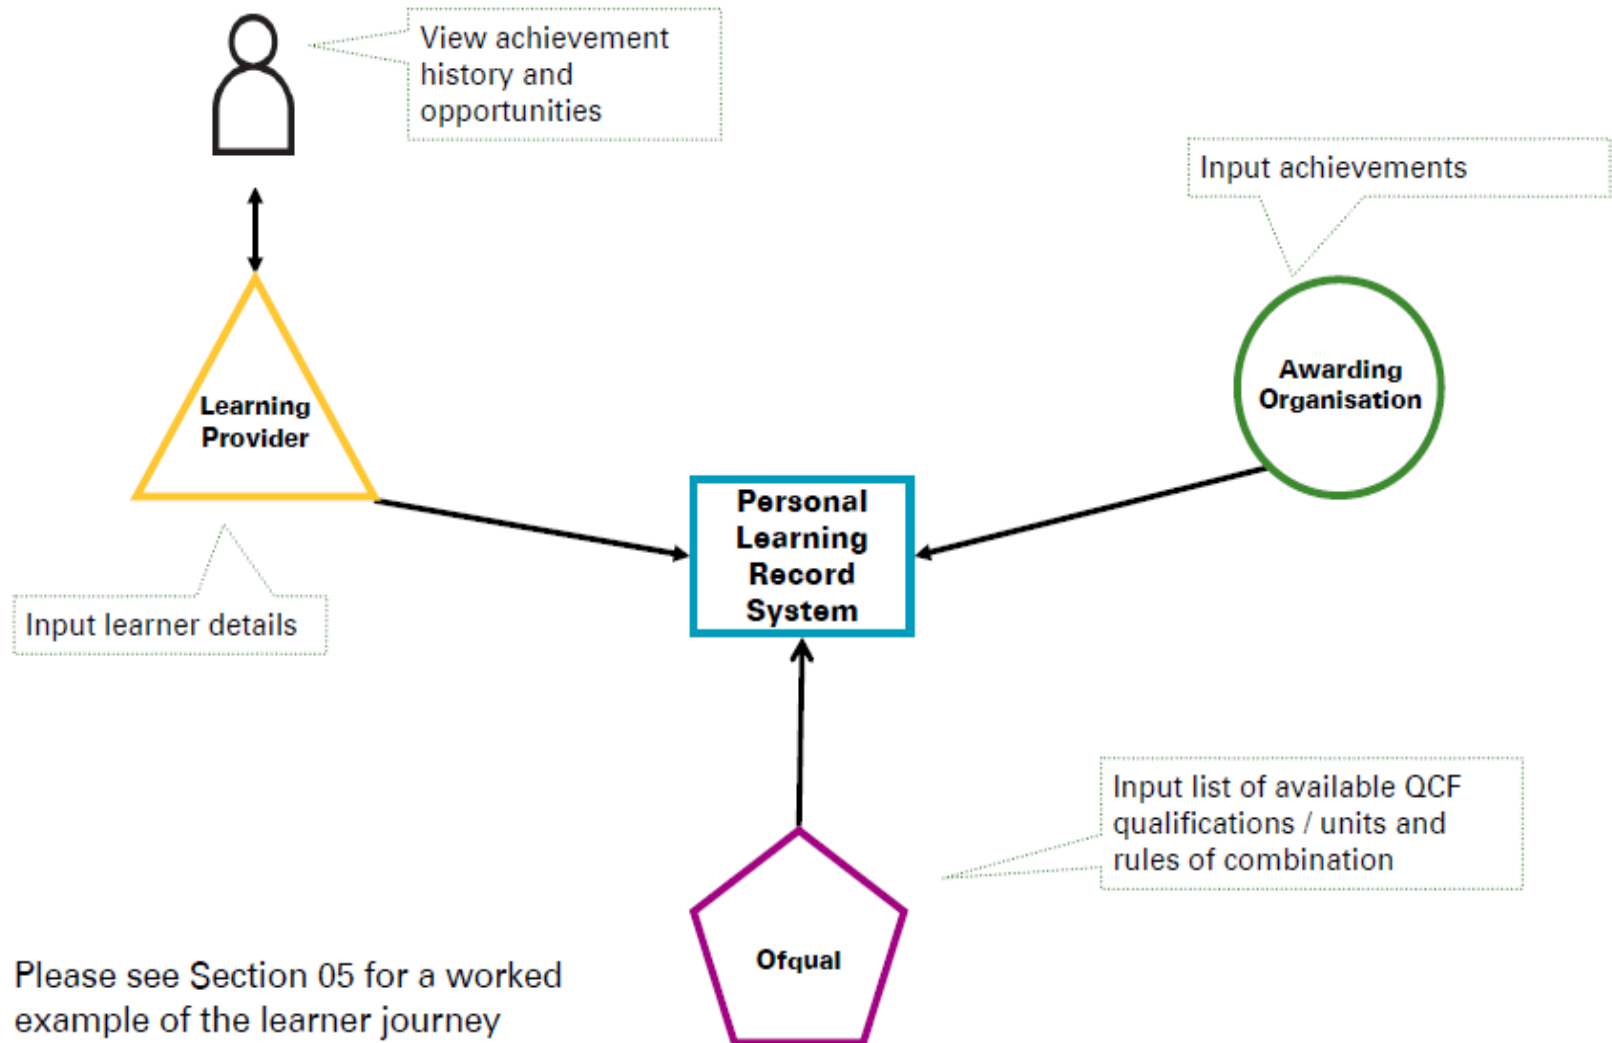 View achievement
history and
opportunities
Input achievements
Learning
Provider
Awarding
Organisation
Personal
Learning
Record
System
Input learner details
Input list of available QCF
qualifications / units and
rules of combination
Ofqual
Please see Section 05 for a worked
example of the learner journey